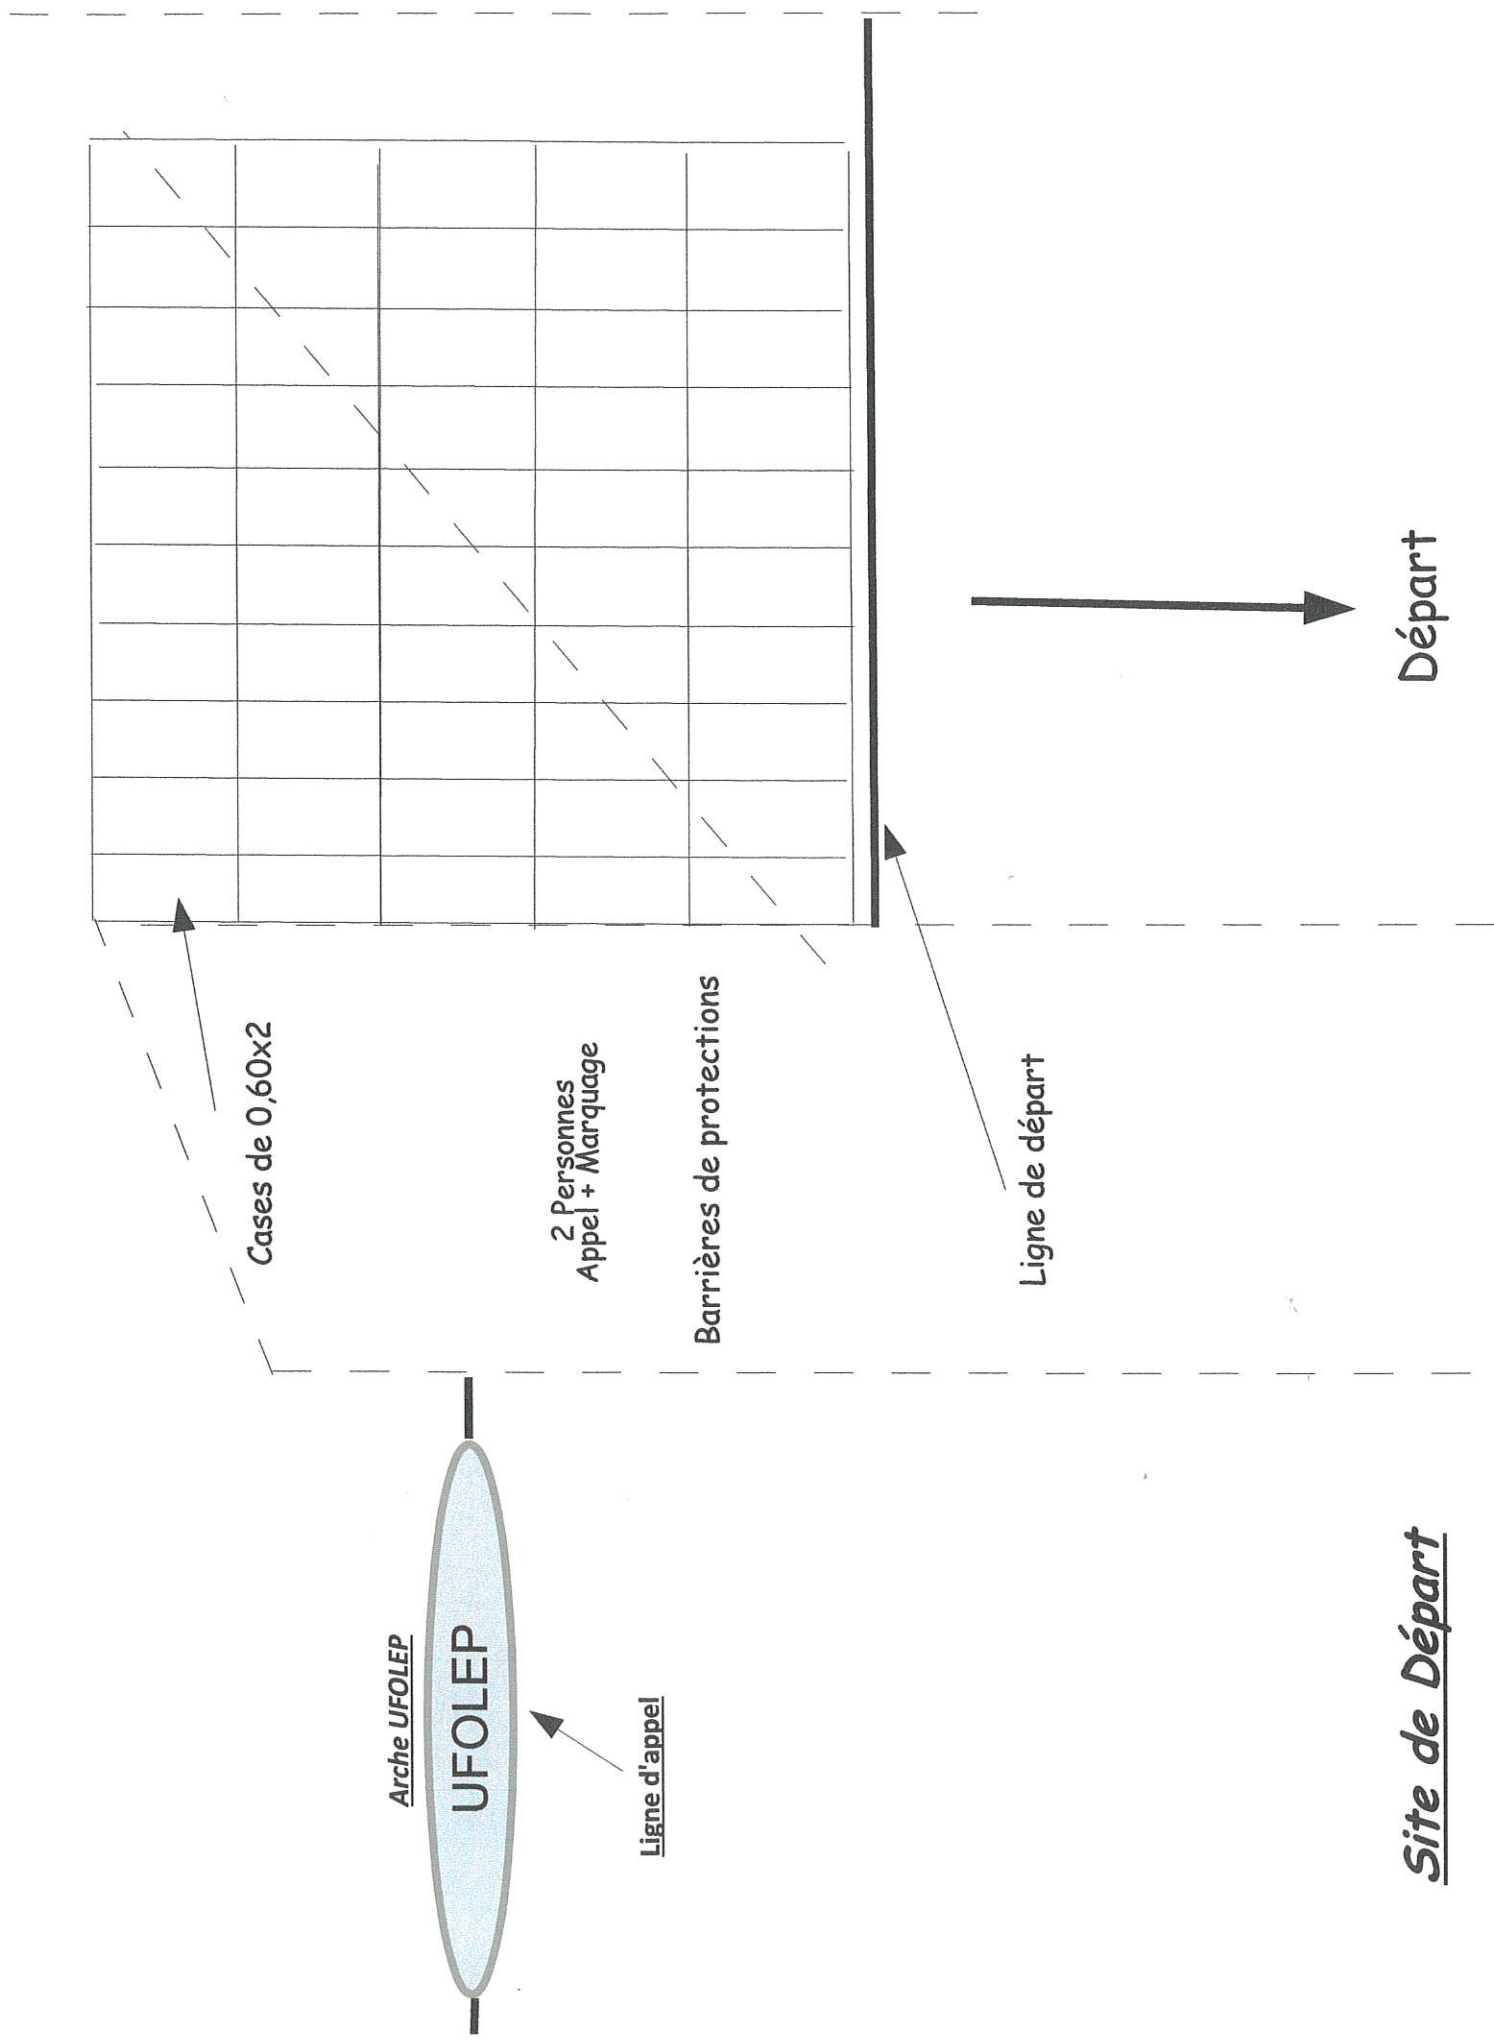 Arche UFOLEP
UFOLEP
Ligne d'appel
Site de Départ
Cases de 0,60x2
2 Personnes
Appel + Marquage
Barrières de protections
Ligne de départ
Départ